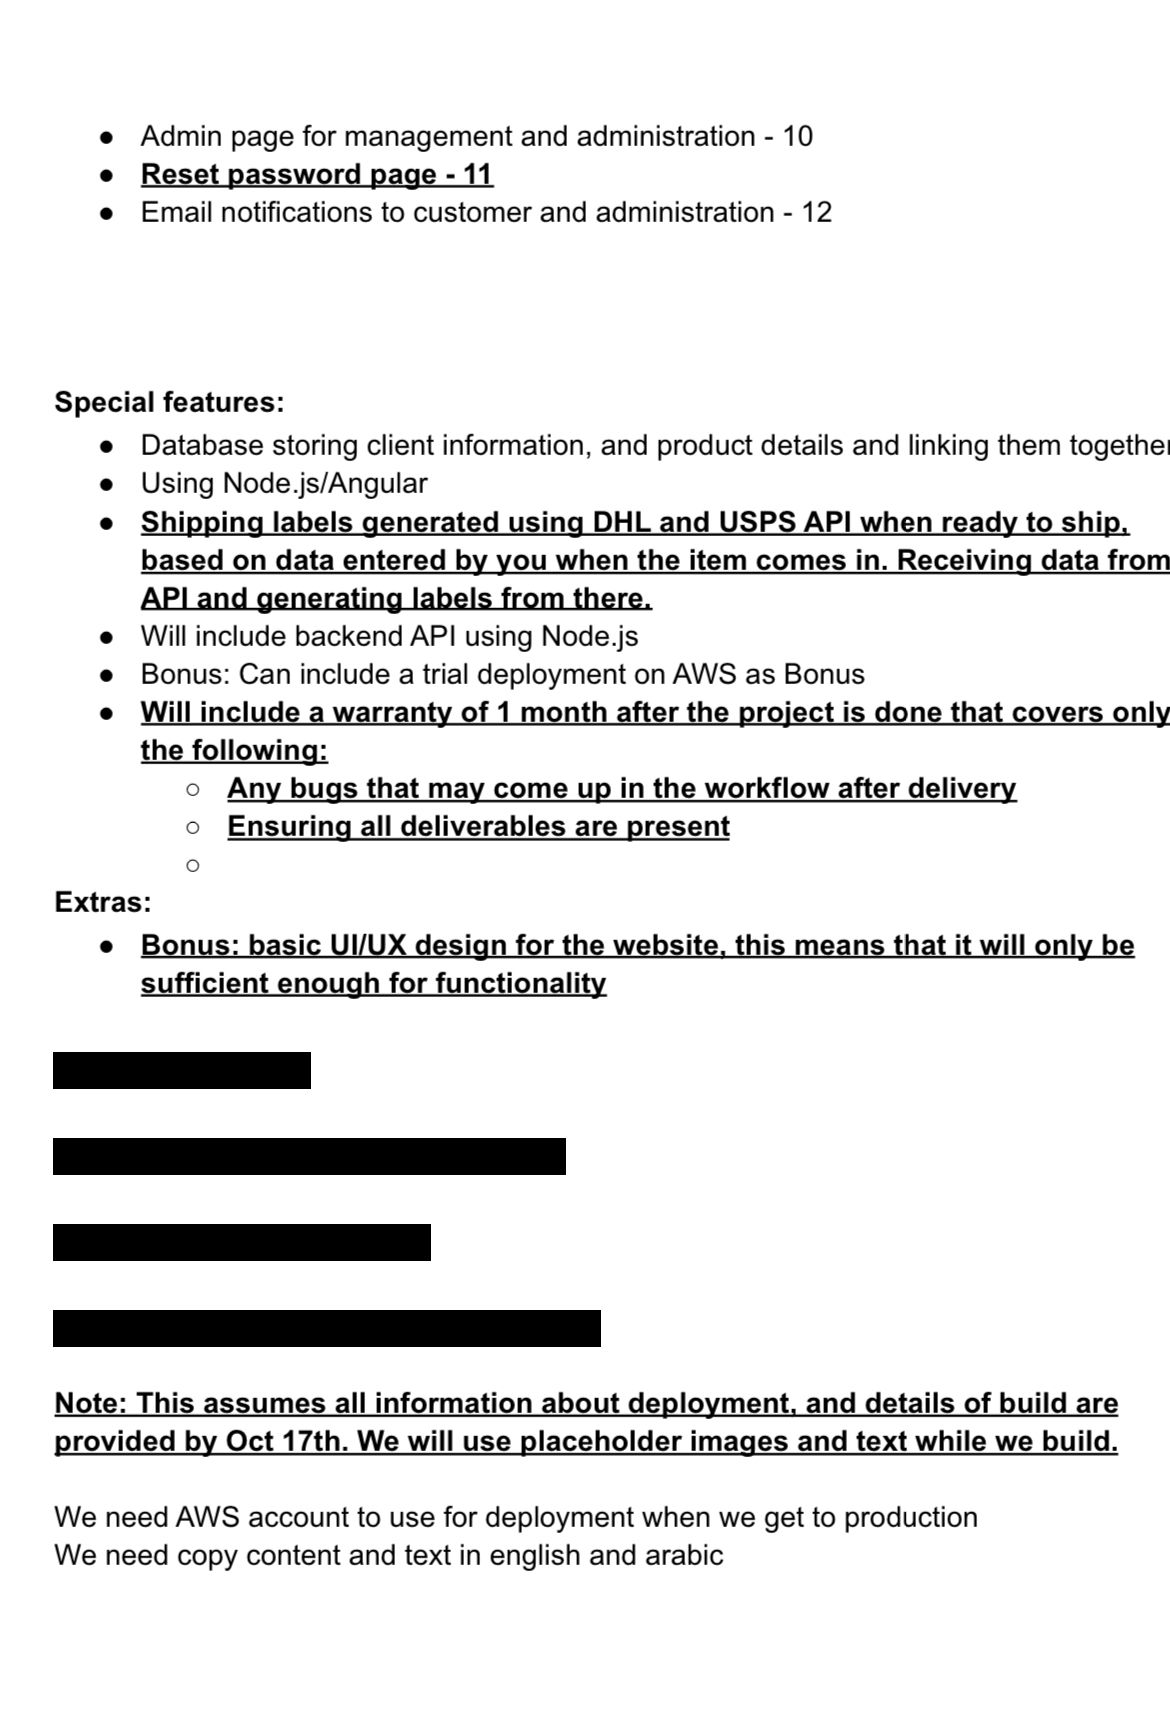 ● Admin page for management and administration - 10
● Reset password page - 11
● Email notifications to customer and administration - 12
Special features:
● Database storing client information, and product details and linking them together
● Using Node.js/Angular
● Shipping labels generated using DHL and USPS API when ready to ship,
based on data entered by you when the item comes in. Receiving data from
API and generating labels from there.
● Will include backend API using Node.js
● Bonus: Can include a trial deployment on AWS as Bonus
● Will include a warranty of 1 month after the project is done that covers only
the following:
○ Any bugs that may come up in the workflow after delivery
○ Ensuring all deliverables are present
○
Extras:
● Bonus: basic UI/UX design for the website, this means that it will only be
sufficient enough for functionality
Note: This assumes all information about deployment, and details of build are
provided by Oct 17th. We will use placeholder images and text while we build.
We need AWS account to use for deployment when we get to production
We need copy content and text in english and arabic